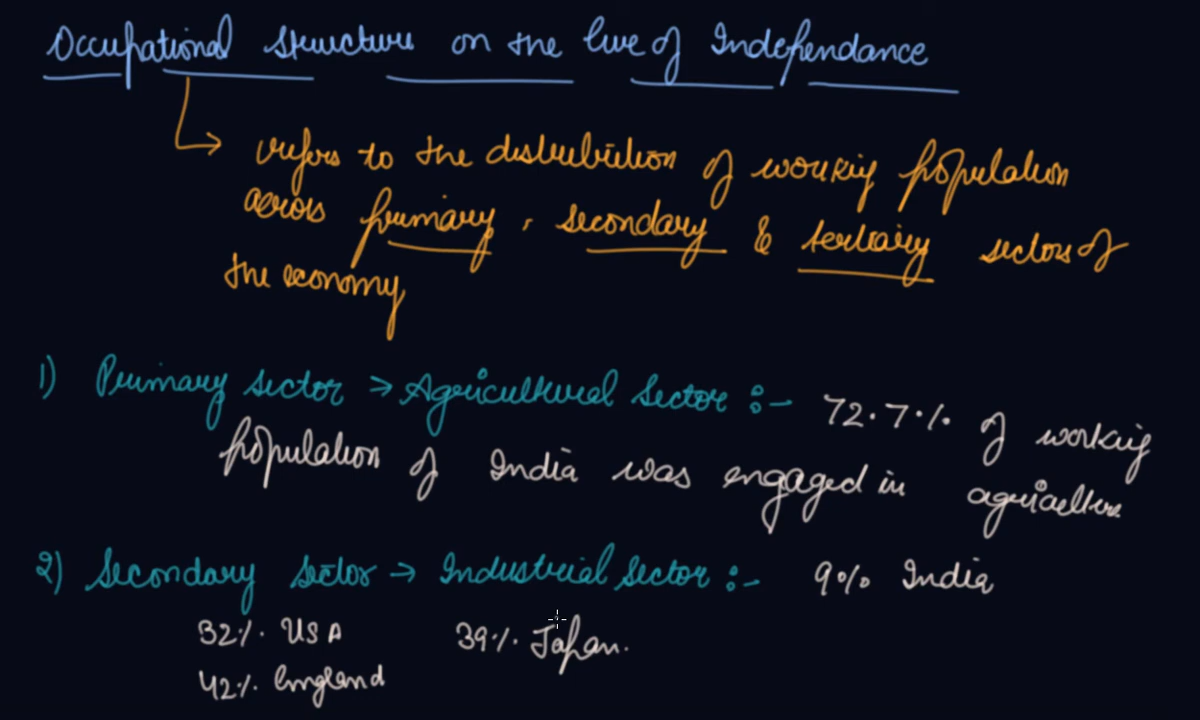 Occupational structure on the live of Independance
refers to the distribution of working population
across primary, secondary & tertiary sectors of
the economy
1) Primary sector → Agricultural Sector :- 72.7% of working
population of India was engaged in agriculture
2) Secondary sector → Industrial Sector :- 9% India
32% USA 39% Japan.
42% England